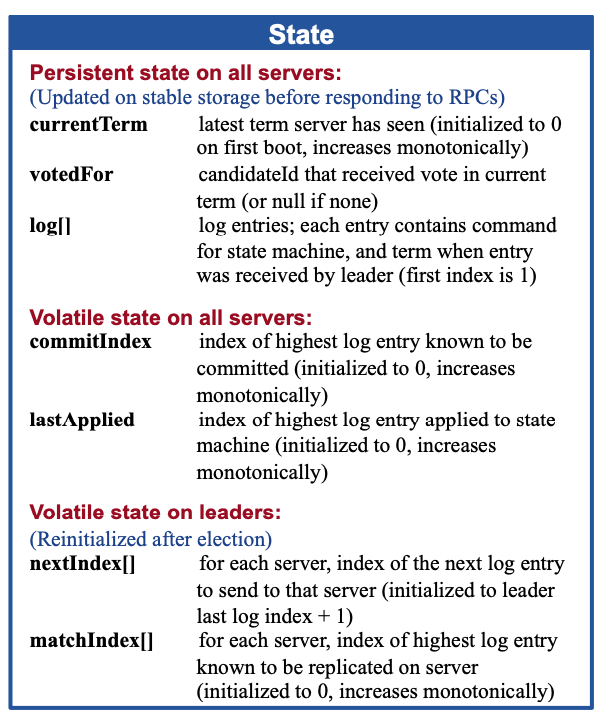 State
Persistent state on all servers:
(Updated on stable storage before responding to RPCs)
currentTerm latest term server has seen (initialized to 0
on first boot, increases monotonically)
votedFor candidateId that received vote in current
term (or null if none)
log[] log entries; each entry contains command
for state machine, and term when entry
was received by leader (first index is 1)
Volatile state on all servers:
commitIndex index of highest log entry known to be
committed (initialized to 0, increases
monotonically)
lastApplied index of highest log entry applied to state
machine (initialized to 0, increases
monotonically)
Volatile state on leaders:
(Reinitialized after election)
nextIndex[] for each server, index of the next log entry
to send to that server (initialized to leader
last log index + 1)
matchIndex[] for each server, index of highest log entry
known to be replicated on server
(initialized to 0, increases monotonically)